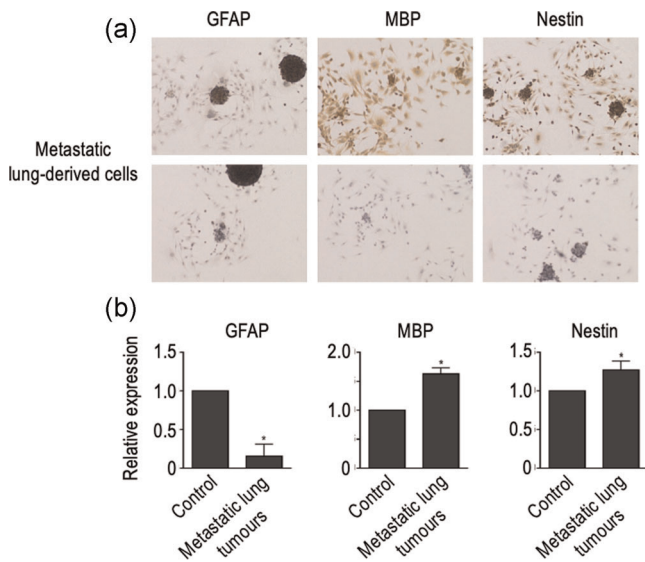 (a)
GFAP
MBP
Nestin
Metastatic
lung-derived cells
(b)
GFAP
MBP
Nestin
Relative expression
1.5
1.0
0.5
0
*
2.0
1.0
0
*
1.5
1.0
0.5
0
*
Control
Metastatic lung
tumours
Control
Metastatic lung
tumours
Control
Metastatic lung
tumours